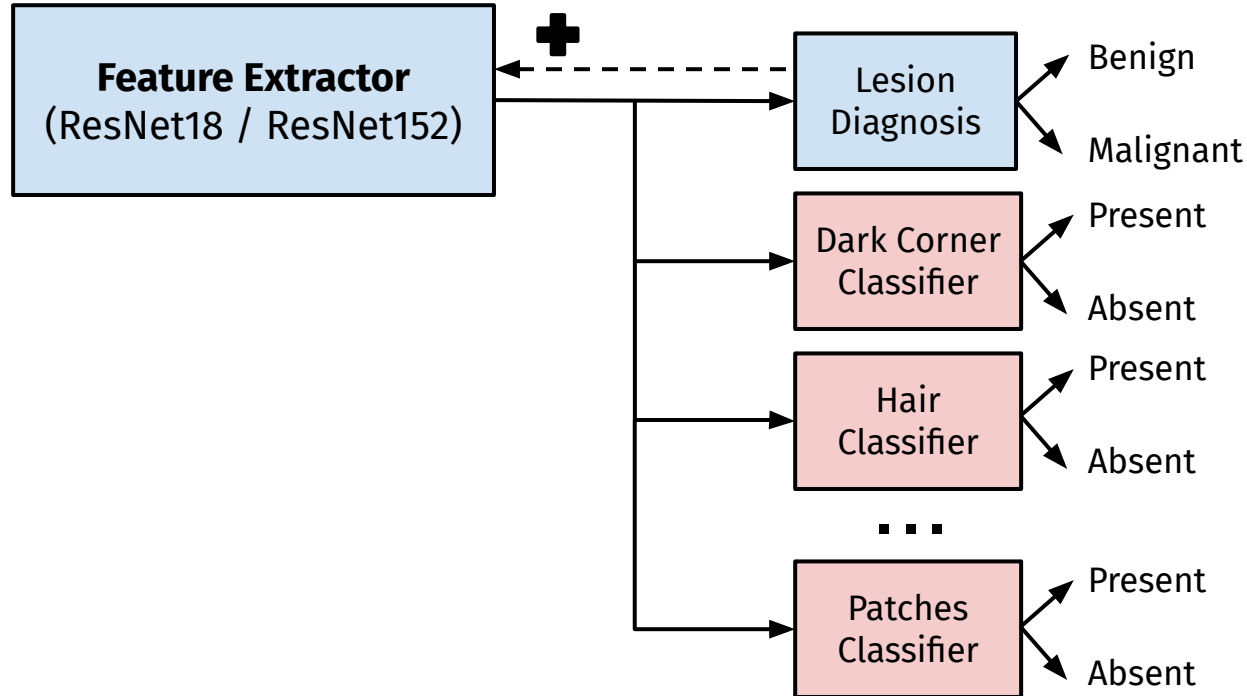 Feature Extractor
(ResNet18 / ResNet152)
Lesion
Diagnosis
Benign
Malignant
Dark Corner
Classifier
Present
Absent
Hair
Classifier
Present
Absent
...
Patches
Classifier
Present
Absent